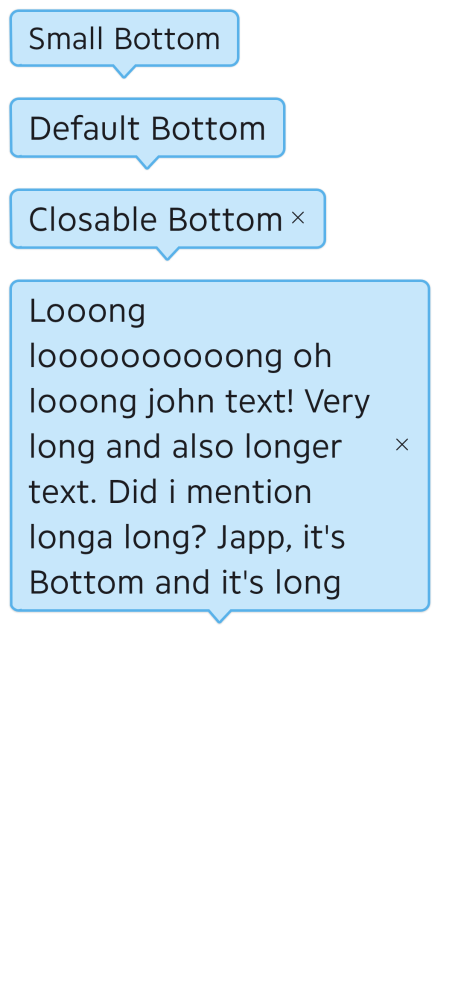 Small Bottom
Default Bottom
Closable Bottom ×
Looong
loooooooooong oh
looong john text! Very
long and also longer
×
text. Did i mention
longa long? Japp, it's
Bottom and it's long